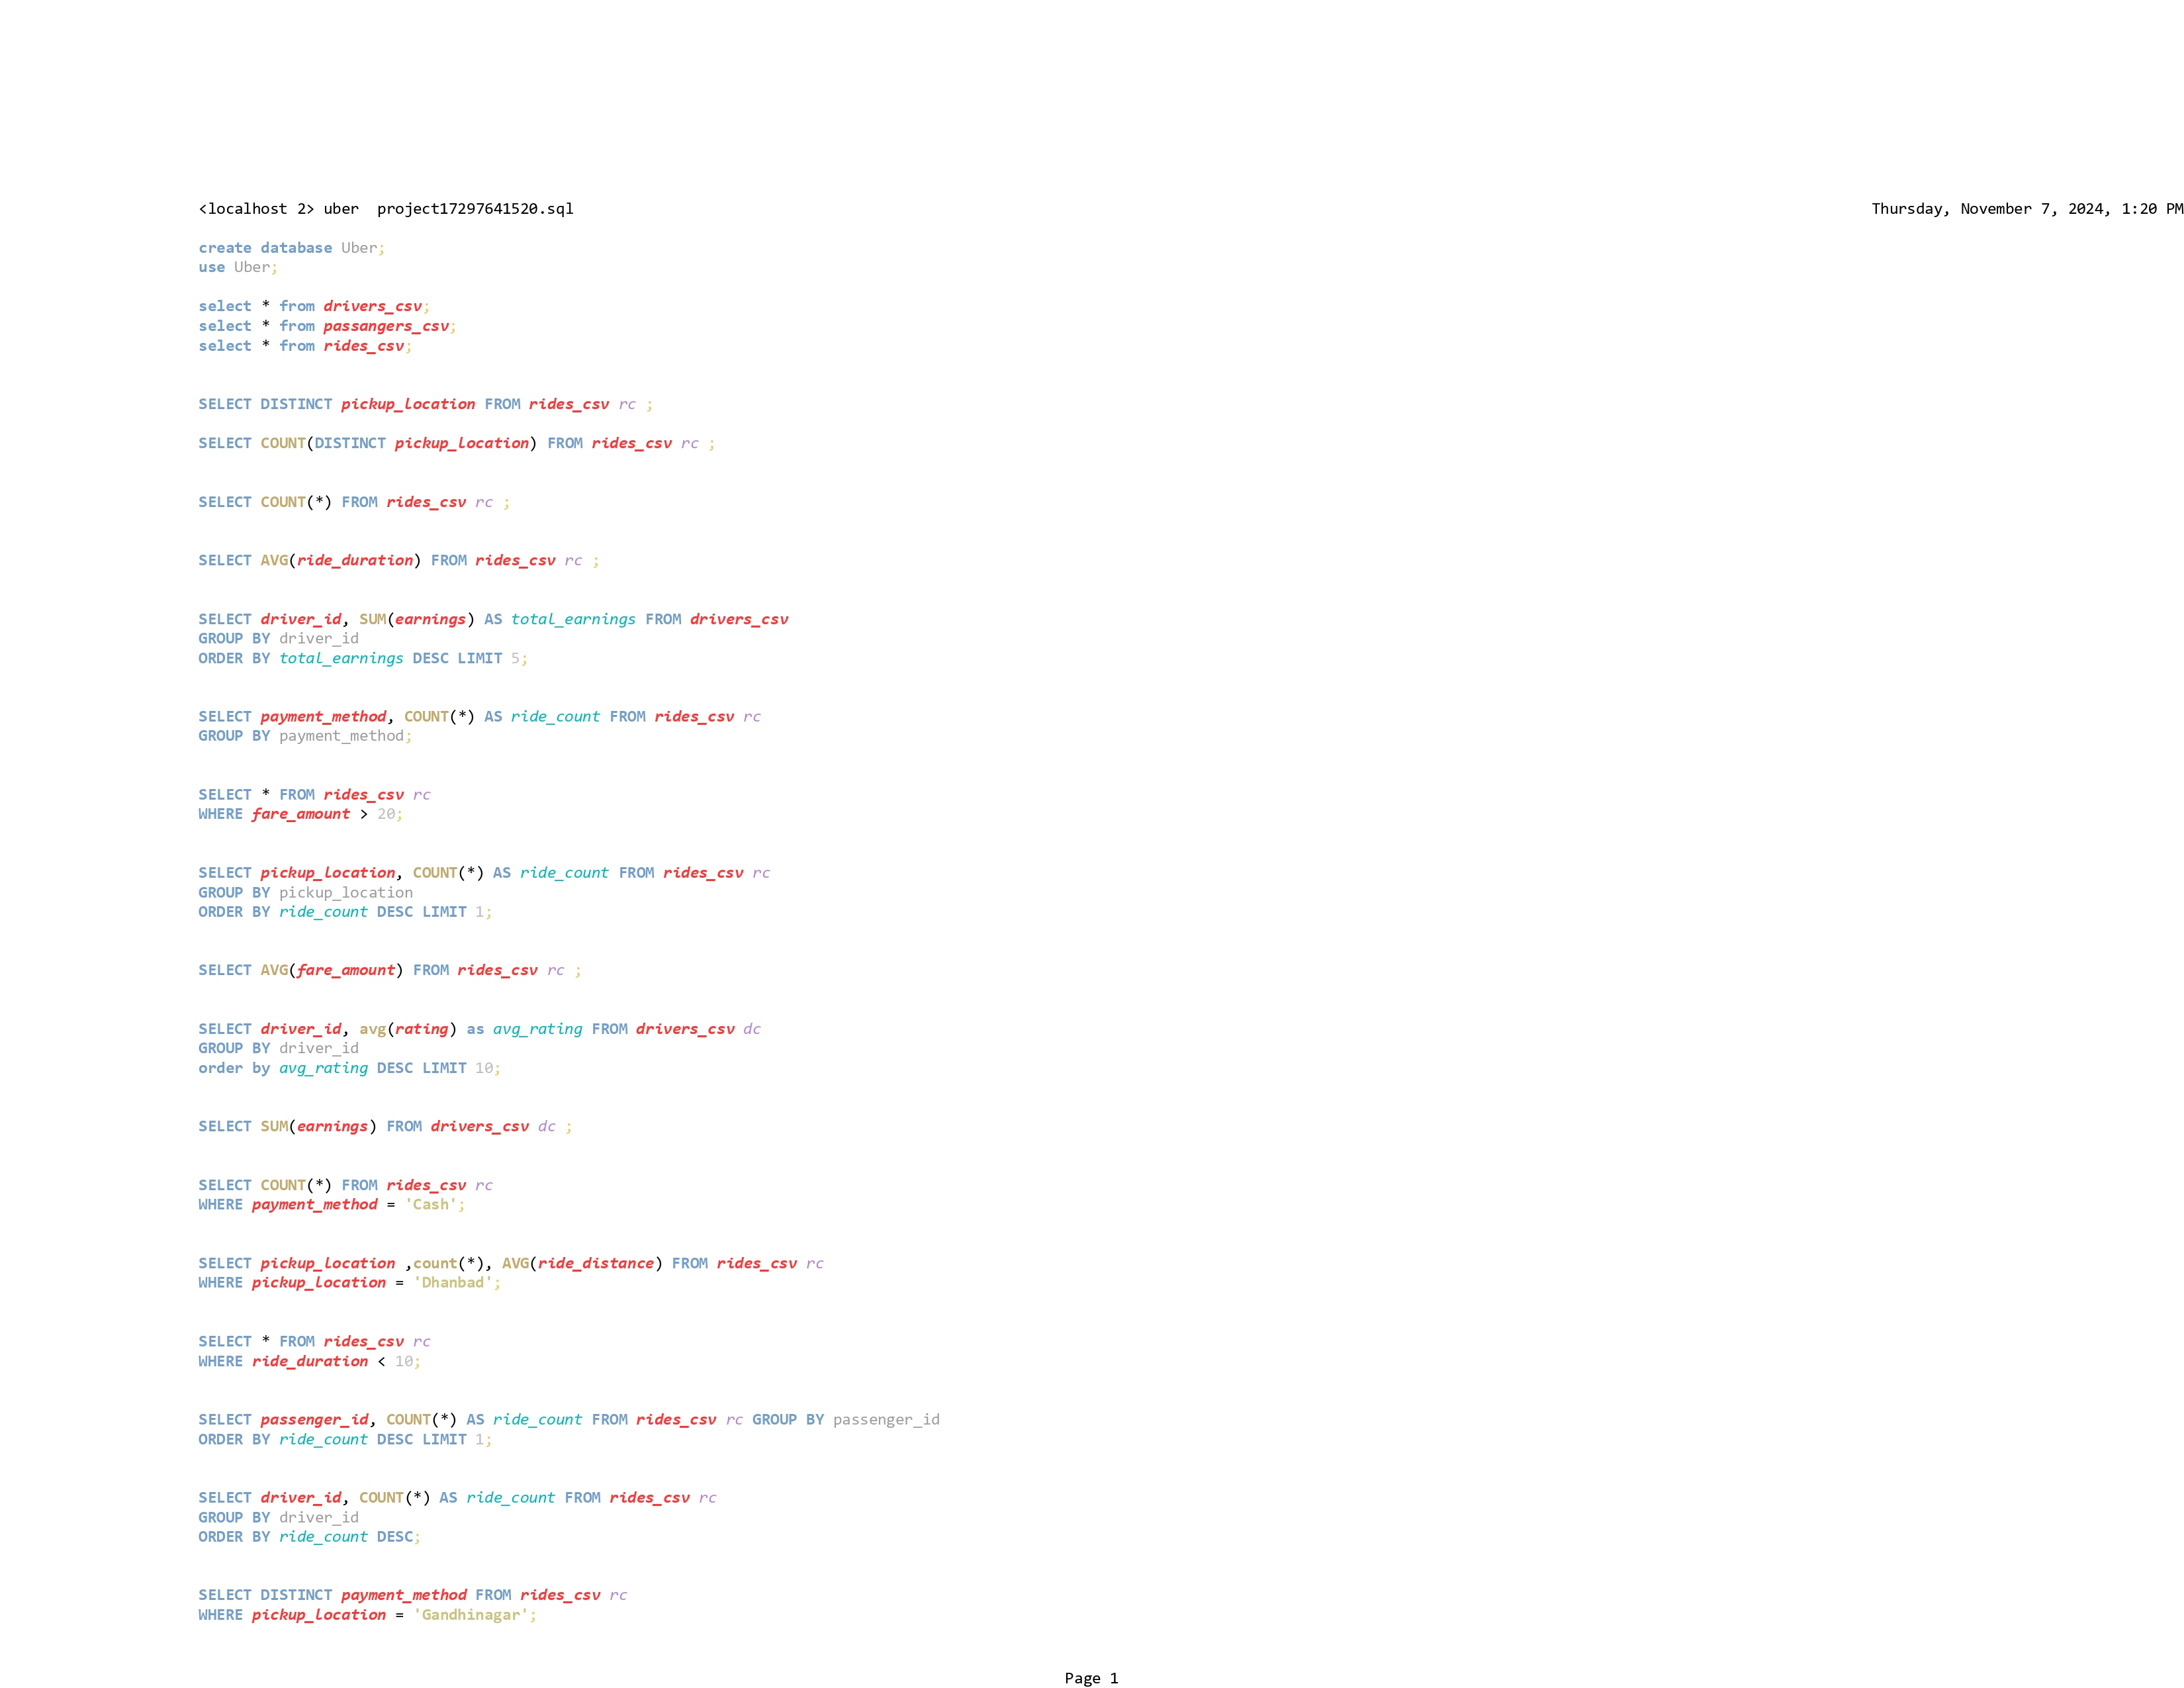 <localhost 2> uber  project17297641520.sql Thursday, November 7, 2024, 1:20 PM
create database Uber;
use Uber;
select * from drivers_csv;
select * from passangers_csv;
select * from rides_csv;
SELECT DISTINCT pickup_location FROM rides_csv rc ;
SELECT COUNT(DISTINCT pickup_location) FROM rides_csv rc ;
SELECT COUNT(*) FROM rides_csv rc ;
SELECT AVG(ride_duration) FROM rides_csv rc ;
SELECT driver_id, SUM(earnings) AS total_earnings FROM drivers_csv
GROUP BY driver_id
ORDER BY total_earnings DESC LIMIT 5;
SELECT payment_method, COUNT(*) AS ride_count FROM rides_csv rc
GROUP BY payment_method;
SELECT * FROM rides_csv rc
WHERE fare_amount > 20;
SELECT pickup_location, COUNT(*) AS ride_count FROM rides_csv rc
GROUP BY pickup_location
ORDER BY ride_count DESC LIMIT 1;
SELECT AVG(fare_amount) FROM rides_csv rc ;
SELECT driver_id, avg(rating) as avg_rating FROM drivers_csv dc
GROUP BY driver_id
order by avg_rating DESC LIMIT 10;
SELECT SUM(earnings) FROM drivers_csv dc ;
SELECT COUNT(*) FROM rides_csv rc
WHERE payment_method = 'Cash';
SELECT pickup_location ,count(*), AVG(ride_distance) FROM rides_csv rc
WHERE pickup_location = 'Dhanbad';
SELECT * FROM rides_csv rc
WHERE ride_duration < 10;
SELECT passenger_id, COUNT(*) AS ride_count FROM rides_csv rc GROUP BY passenger_id
ORDER BY ride_count DESC LIMIT 1;
SELECT driver_id, COUNT(*) AS ride_count FROM rides_csv rc
GROUP BY driver_id
ORDER BY ride_count DESC;
SELECT DISTINCT payment_method FROM rides_csv rc
WHERE pickup_location = 'Gandhinagar';
Page 1